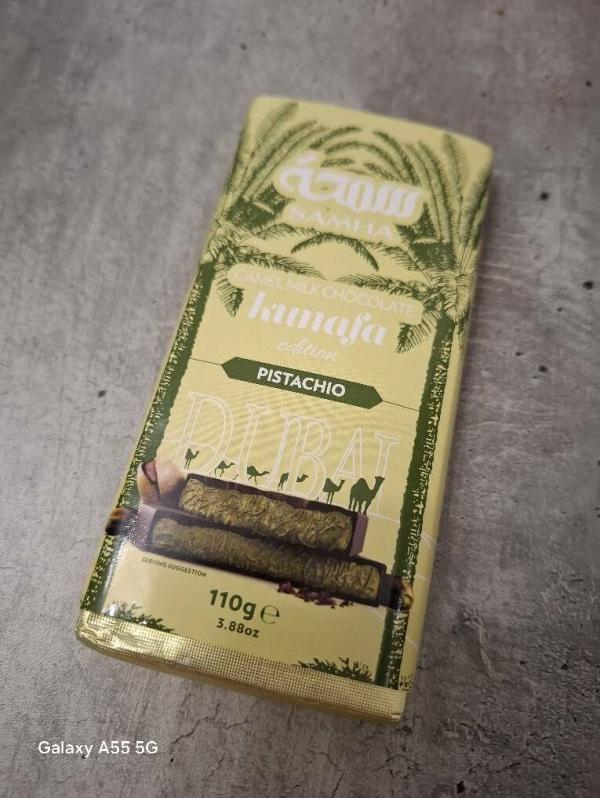 سمحة
SAMHA
CAMEL MILK CHOCOLATE
kunafa
edition
PISTACHIO
DUBAI
SERVING SUGGESTION
110g ℮
3.88oz
Galaxy A55 5G